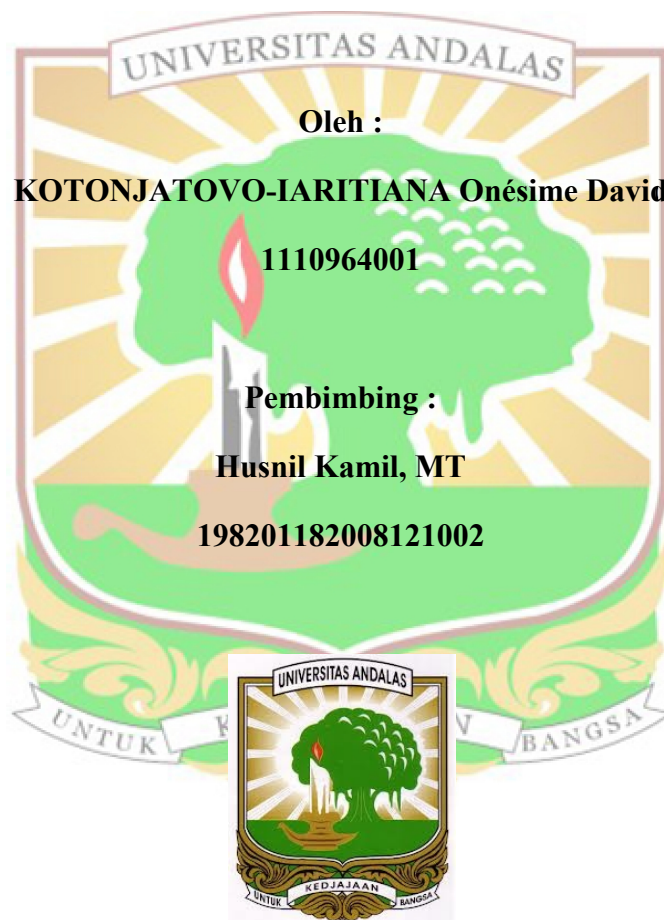 UNIVERSITAS ANDALAS
Oleh :
KOTONJATOVO-IARITIANA Onésime David
1110964001
Pembimbing :
Husnil Kamil, MT
198201182008121002
UNIVERSITAS ANDALAS
UNTUK BANGSA
UNTUK KEDJAJAAN BANGSA